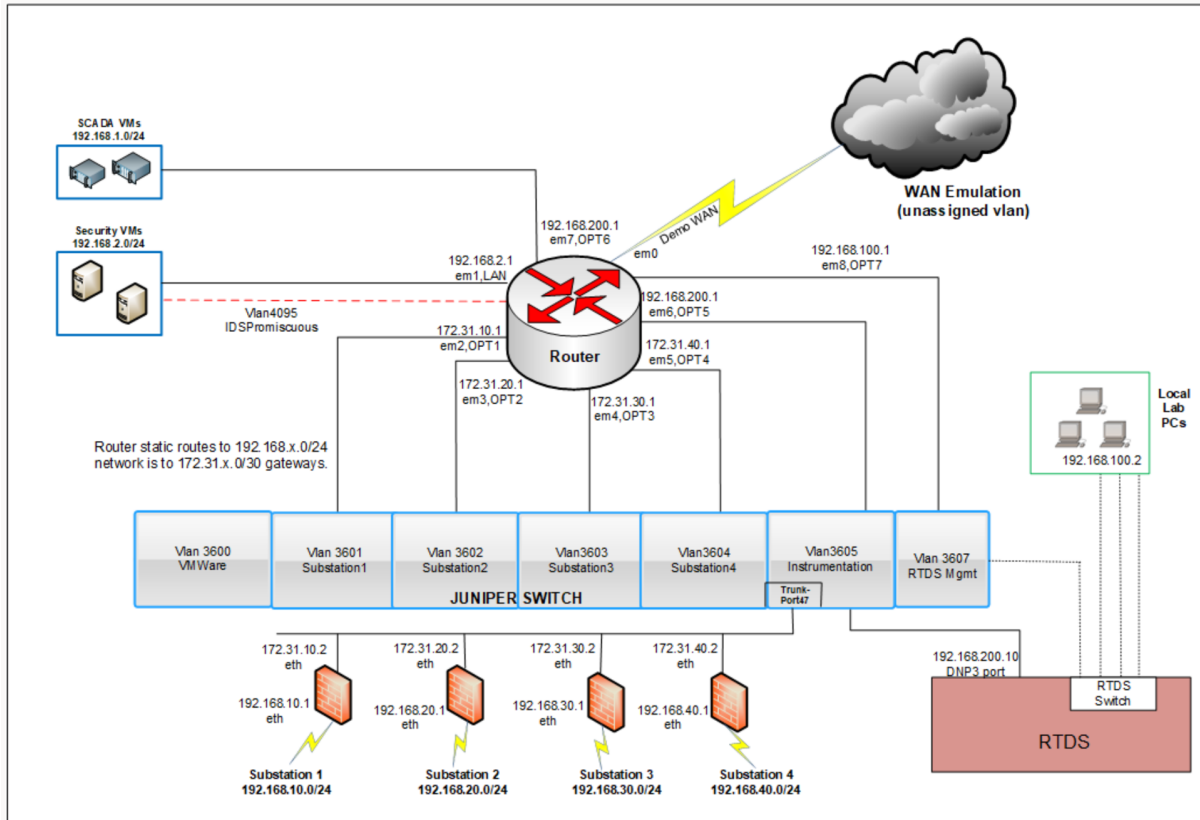 SCADA VMs
192.168.1.0/24
Security VMs
192.168.2.0/24
Vlan4095
IDSPromiscuous
192.168.200.1
em7,OPT6
Demo WAN
em0
WAN Emulation
(unassigned vlan)
192.168.2.1
em1,LAN
192.168.100.1
em8,OPT7
192.168.200.1
em6,OPT5
172.31.10.1
em2,OPT1
172.31.40.1
em5,OPT4
Router
172.31.20.1
em3,OPT2
172.31.30.1
em4,OPT3
Local
Lab
PCs
192.168.100.2
Router static routes to 192.168.x.0/24
network is to 172.31.x.0/30 gateways.
Vlan 3600
VMWare
Vlan 3601
Substation1
Vlan 3602
Substation2
Vlan3603
Substation3
Vlan3604
Substation4
Vlan3605
Instrumentation
Vlan 3607
RTDS Mgmt
Trunk-
Port47
JUNIPER SWITCH
172.31.10.2
eth
172.31.20.2
eth
172.31.30.2
eth
172.31.40.2
eth
192.168.10.1
eth
192.168.20.1
eth
192.168.30.1
eth
192.168.40.1
eth
192.168.200.10
DNP3 port
RTDS
Switch
RTDS
Substation 1
192.168.10.0/24
Substation 2
192.168.20.0/24
Substation 3
192.168.30.0/24
Substation 4
192.168.40.0/24